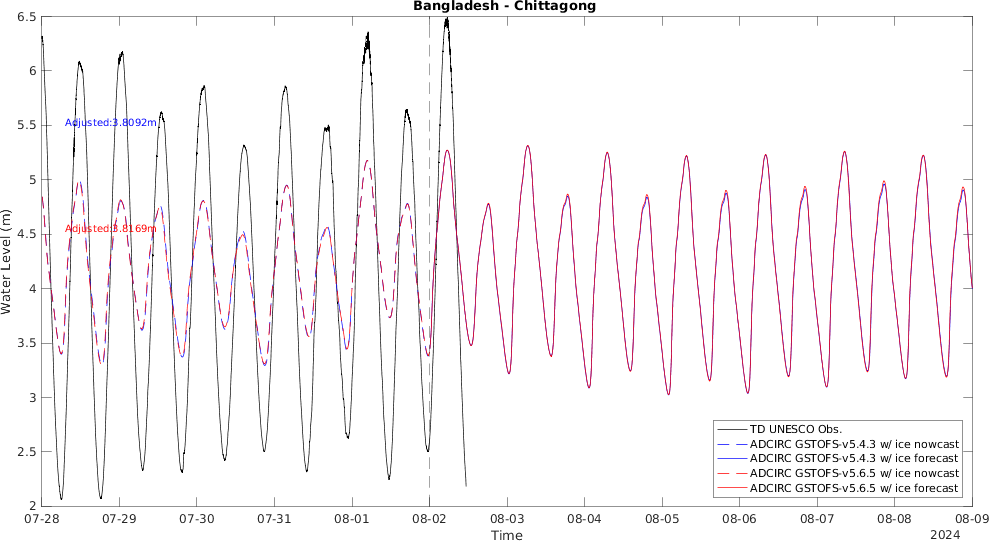 Bangladesh - Chittagong
6.5
6
5.5
5
4.5
4
3.5
3
2.5
2
Water Level (m)
Adjusted:3.8092m
Adjusted:3.8169m
TD UNESCO Obs.
ADCIRC GSTOFS-v5.4.3 w/ ice nowcast
ADCIRC GSTOFS-v5.4.3 w/ ice forecast
ADCIRC GSTOFS-v5.6.5 w/ ice nowcast
ADCIRC GSTOFS-v5.6.5 w/ ice forecast
07-28 07-29 07-30 07-31 08-01 08-02 08-03 08-04 08-05 08-06 08-07 08-08 08-09
Time
2024